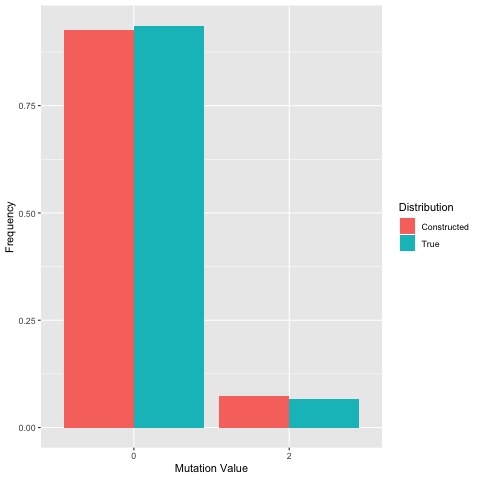 Frequency
0.75
0.50
0.25
0.00
0
2
Mutation Value
Distribution
Constructed
True